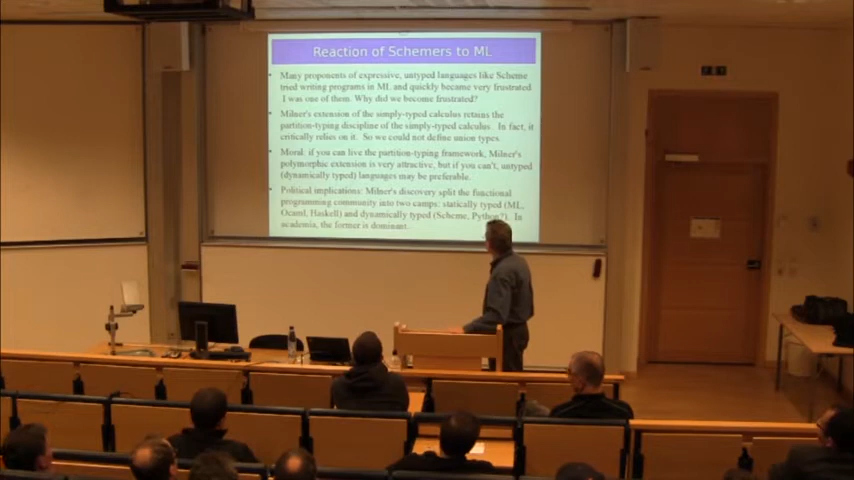 Reaction of Schemers to ML
Many proponents of expressive, untyped languages like Scheme
tried writing programs in ML and quickly became very frustrated
I was one of them. Why did we become frustrated?
Milner's extension of the simply-typed calculus retains the
partition-typing discipline of the simply-typed calculus. In fact, it
critically relies on it. So we could not define union types.
Moral: if you can live the partition-typing framework, Milner's
polymorphic extension is very attractive, but if you can't, untyped
(dynamically typed) languages may be preferable.
Political implications: Milner's discovery split the functional
programming community into two camps: statically typed (ML,
Ocaml, Haskell) and dynamically typed (Scheme, Python?). In
academia, the former is dominant.